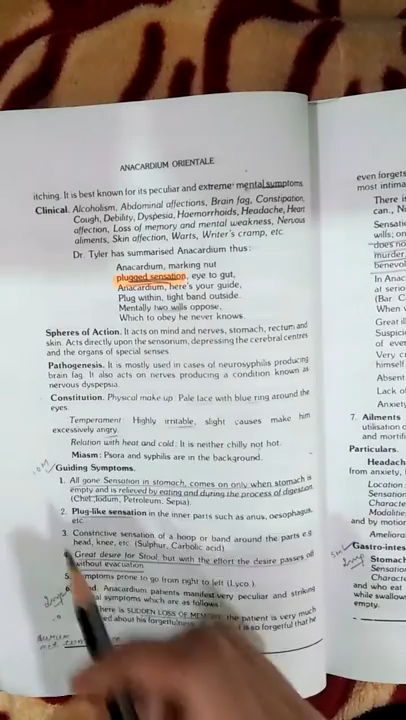 ANACARDIUM ORIENTALE
itching. It is best known for its peculiar and extreme mental symptoms.
Clinical. Alcoholism, Abdominal affections, Brain fag, Constipation,
Cough, Debility, Dyspesia, Haemorrhoids, Headache, Heart
affection, Loss of memory and mental weakness, Nervous
ailments, Skin affection, Warts, Writer's cramp, etc.
Dr. Tyler has summarised Anacardium thus:
Anacardium, marking nut
plugged sensation, eye to gut,
Anacardium, here's your guide,
Plug within, tight band outside.
Mentally two wills oppose,
Which to obey he never knows.
Spheres of Action. It acts on mind and nerves, stomach, rectum and
skin. Acts directly upon the sensorium, depressing the cerebral centres
and the organs of special senses.
Pathogenesis. It is mostly used in cases of neurosyphilis producing
brain fag. It also acts on nerves producing a condition known as
nervous dyspepsia.
Constitution. Physical make up: Pale face with blue ring around the
eyes.
Temperament: Highly irritable, slight causes make him
excessively angry.
Relation with heat and cold: It is neither chilly not hot.
Miasm: Psora and syphilis are in the background.
Guiding Symptoms.
1. All gone Sensation in stomach, comes on only when stomach is
empty and is relieved by eating and during the process of digestion.
(Chel, Iodum, Petroleum, Sepia).
2. Plug-like sensation in the inner parts such as anus, oesophagus,
etc.
3. Constrictive sensation of a hoop or band around the parts e.g.
head, knee, etc. (Sulphur, Carbolic acid)
Great desire for Stool, but with the effort the desire passes off
without evacuation
5. Symptoms prone to go from right to left (Lyco.).
Anacardium patients manifest very peculiar and striking
symptoms which are as follows:
There is SUDDEN LOSS OF MEMORY, the patient is very much
about his forgetfulness is so forgetful that he
even forgets
most intima
There is
can., Ni
Sensati
wills; on
does no
murder
benevol
In Anac
at serio
(Bar. C
When v
Great il
Suspici
of ever
Very c
himself.
Absent
Lack o
Anxiety
7. Ailments
utilisation o
and mortifi
Particulars.
Headach
from anxiety,
Location:
Sensation
Character
Modalitie
and by motion
Ameliora
Gastro-intes
Stomach
Sensatio
Characte
and who eat
while swallow
empty.